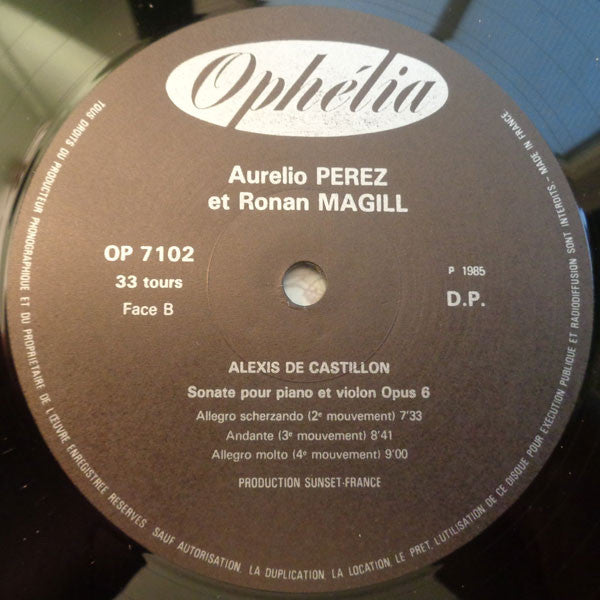 Ophélia
Aurelio PEREZ
et Ronan MAGILL
OP 7102
33 tours
Face B
P 1985
D.P.
ALEXIS DE CASTILLON
Sonate pour piano et violon Opus 6
Allegro scherzando (2e mouvement) 7'33
Andante (3e mouvement) 8'41
Allegro molto (4e mouvement) 9'00
PRODUCTION SUNSET-FRANCE
TOUS DROITS DU PRODUCTEUR PHONOGRAPHIQUE ET DU PROPRIETAIRE DE L'ŒUVRE ENREGISTREE RESERVES. SAUF AUTORISATION, LA DUPLICATION, LA LOCATION, LE PRET, L'UTILISATION DE CE DISQUE POUR EXECUTION PUBLIQUE ET RADIODIFFUSION SONT INTERDITS – MADE IN FRANCE